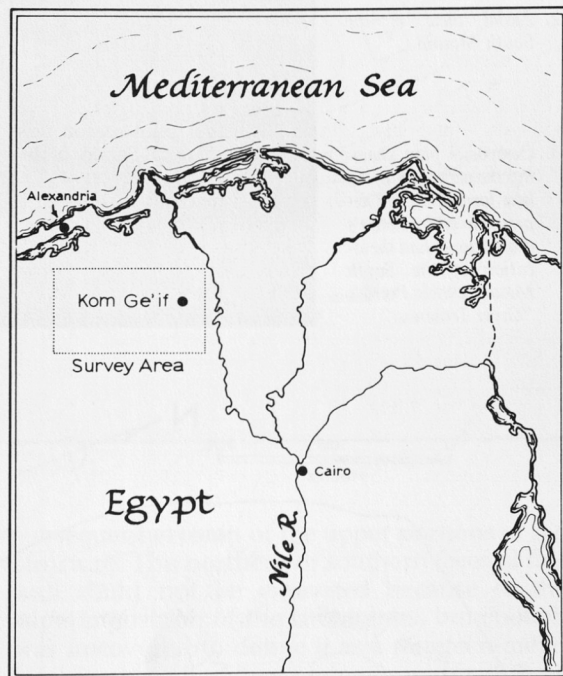 Mediterranean Sea
Alexandria
Kom Ge'if
Survey Area
Cairo
Egypt
Nile R.